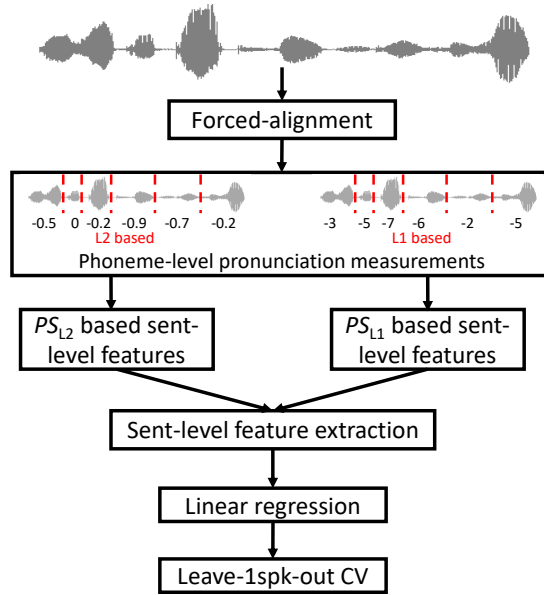 Forced-alignment
-0.5 0 -0.2 -0.9 -0.7 -0.2
L2 based
-3 -5 -7 -6 -2 -5
L1 based
Phoneme-level pronunciation measurements
PSL2 based sent-
level features
PSL1 based sent-
level features
Sent-level feature extraction
Linear regression
Leave-1spk-out CV